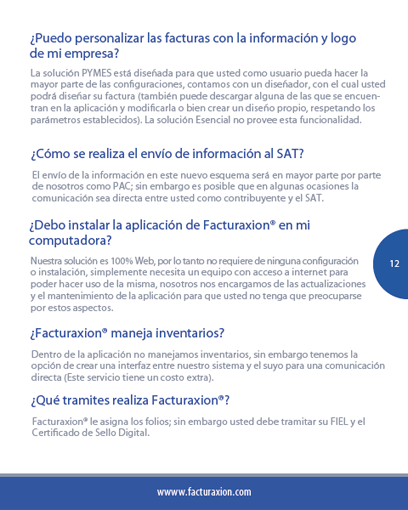 ¿Puedo personalizar las facturas con la información y logo
de mi empresa?
La solución PYMES está diseñada para que usted como usuario pueda hacer la
mayor parte de las configuraciones, contamos con un diseñador, con el cual usted
podrá diseñar su factura (también puede descargar alguna de las que se encuen-
tran en la aplicación y modificarla o bien crear un diseño propio, respetando los
parámetros establecidos). La solución Esencial no provee esta funcionalidad.
¿Cómo se realiza el envío de información al SAT?
El envío de la información en este nuevo esquema será en mayor parte por parte
de nosotros como PAC; sin embargo es posible que en algunas ocasiones la
comunicación sea directa entre usted como contribuyente y el SAT.
¿Debo instalar la aplicación de Facturaxion® en mi
computadora?
Nuestra solución es 100% Web, por lo tanto no requiere de ninguna configuración
o instalación, simplemente necesita un equipo con acceso a internet para
poder hacer uso de la misma, nosotros nos encargamos de las actualizaciones
y el mantenimiento de la aplicación para que usted no tenga que preocuparse
por estos aspectos.
12
¿Facturaxion® maneja inventarios?
Dentro de la aplicación no manejamos inventarios, sin embargo tenemos la
opción de crear una interfaz entre nuestro sistema y el suyo para una comunicación
directa (Este servicio tiene un costo extra).
¿Qué tramites realiza Facturaxion®?
Facturaxion® le asigna los folios; sin embargo usted debe tramitar su FIEL y el
Certificado de Sello Digital.
wwww.facturaxion.com